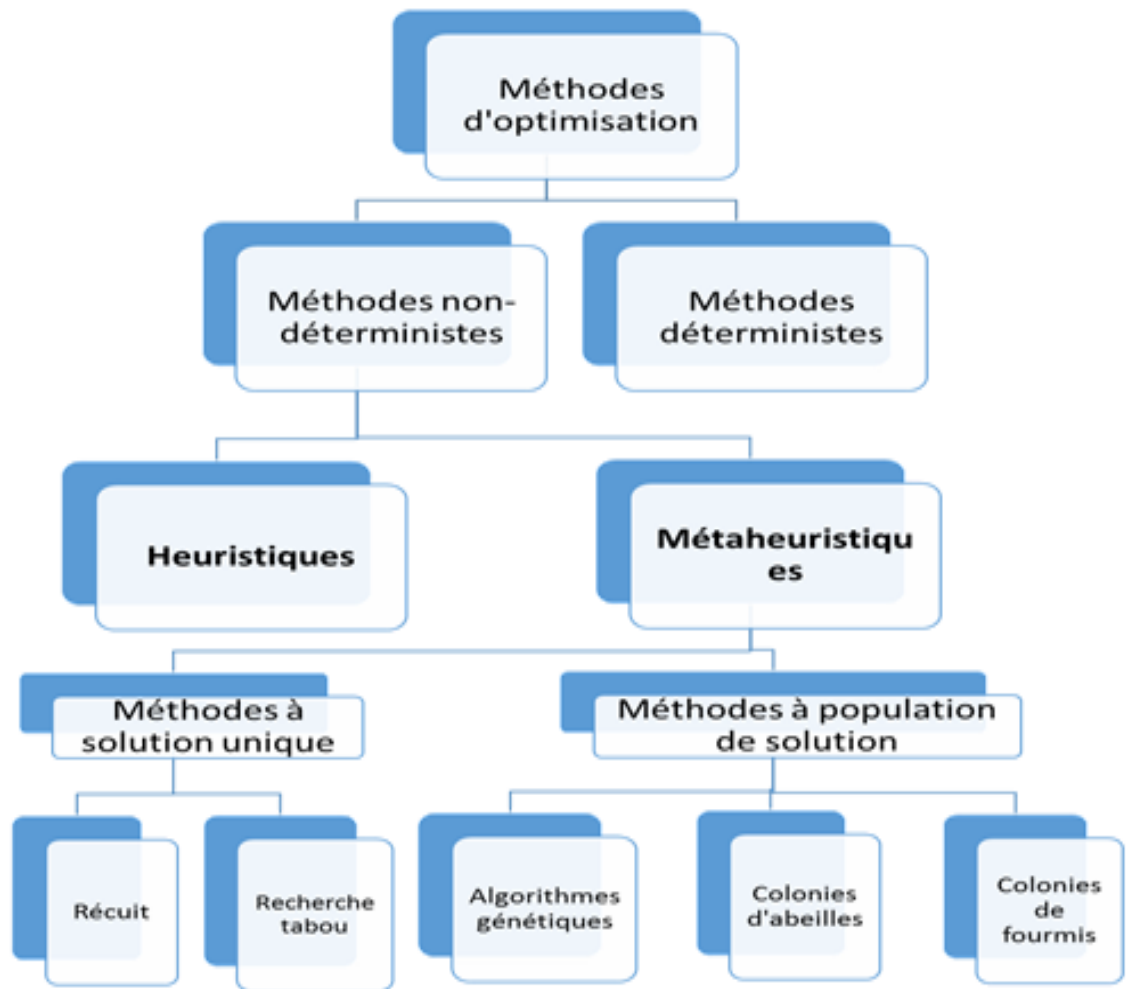 Méthodes
d'optimisation
Méthodes non-
déterministes
Méthodes
déterministes
Heuristiques
Métaheuristiqu
es
Méthodes à
solution unique
Méthodes à population
de solution
Récuit
Recherche
tabou
Algorithmes
génétiques
Colonies
d'abeilles
Colonies
de
fourmis